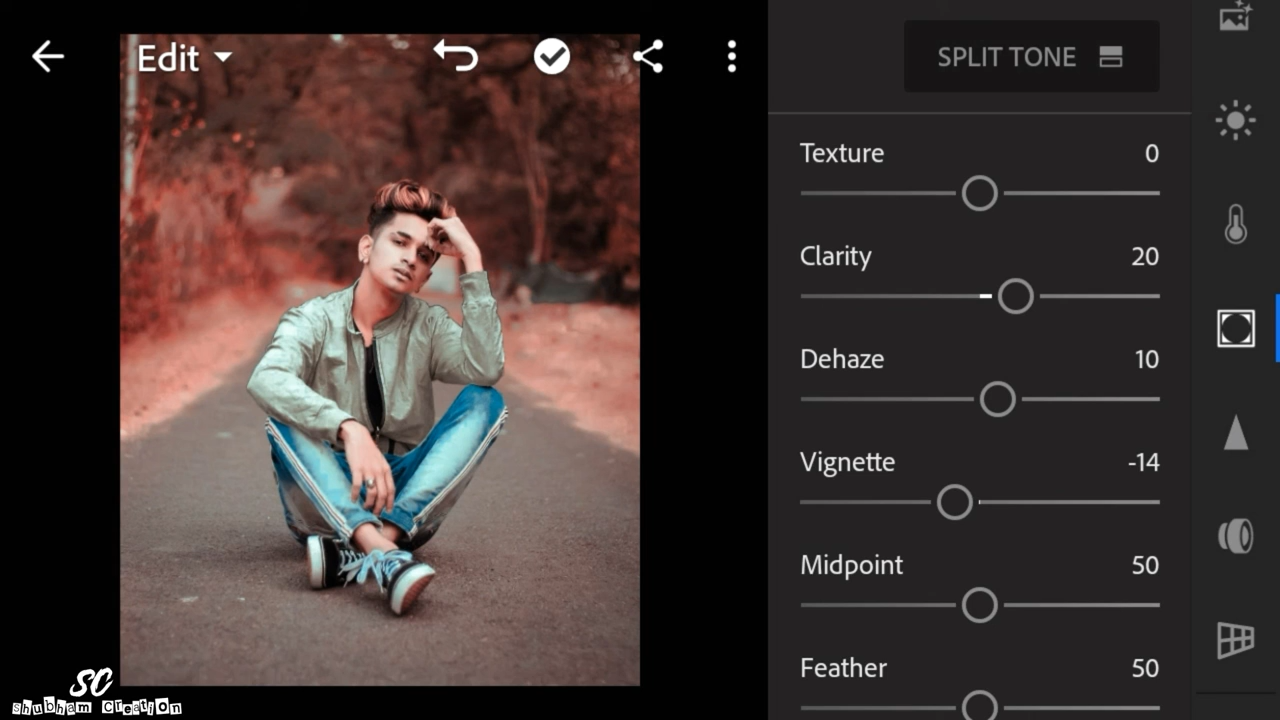 Edit
SPLIT TONE
Texture 0
Clarity 20
Dehaze 10
Vignette -14
Midpoint 50
Feather 50
SC
Shubham Creation